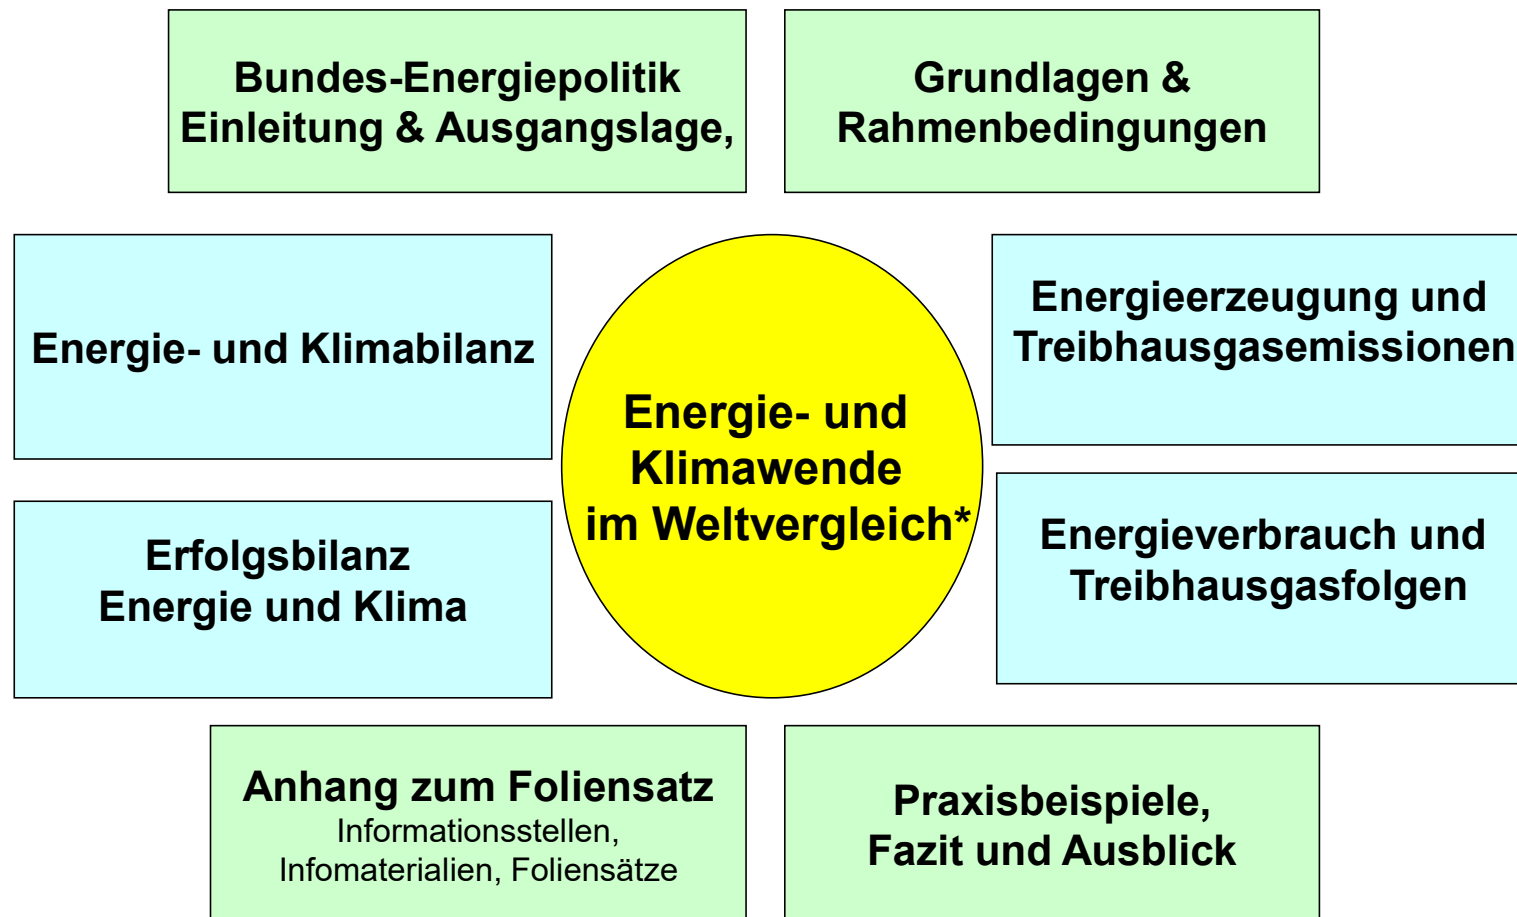 Bundes-Energiepolitik
Einleitung & Ausgangslage,
Grundlagen &
Rahmenbedingungen
Energie- und Klimabilanz
Energieerzeugung und
Treibhausgasemissionen
Energie- und
Klimawende
im Weltvergleich*
Erfolgsbilanz
Energie und Klima
Energieverbrauch und
Treibhausgasfolgen
Anhang zum Foliensatz
Informationsstellen,
Infomaterialien, Foliensätze
Praxisbeispiele,
Fazit und Ausblick